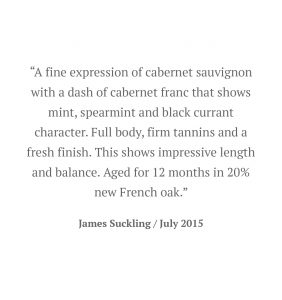 “A fine expression of cabernet sauvignon
with a dash of cabernet franc that shows
mint, spearmint and black currant
character. Full body, firm tannins and a
fresh finish. This shows impressive length
and balance. Aged for 12 months in 20%
new French oak.”
James Suckling / July 2015